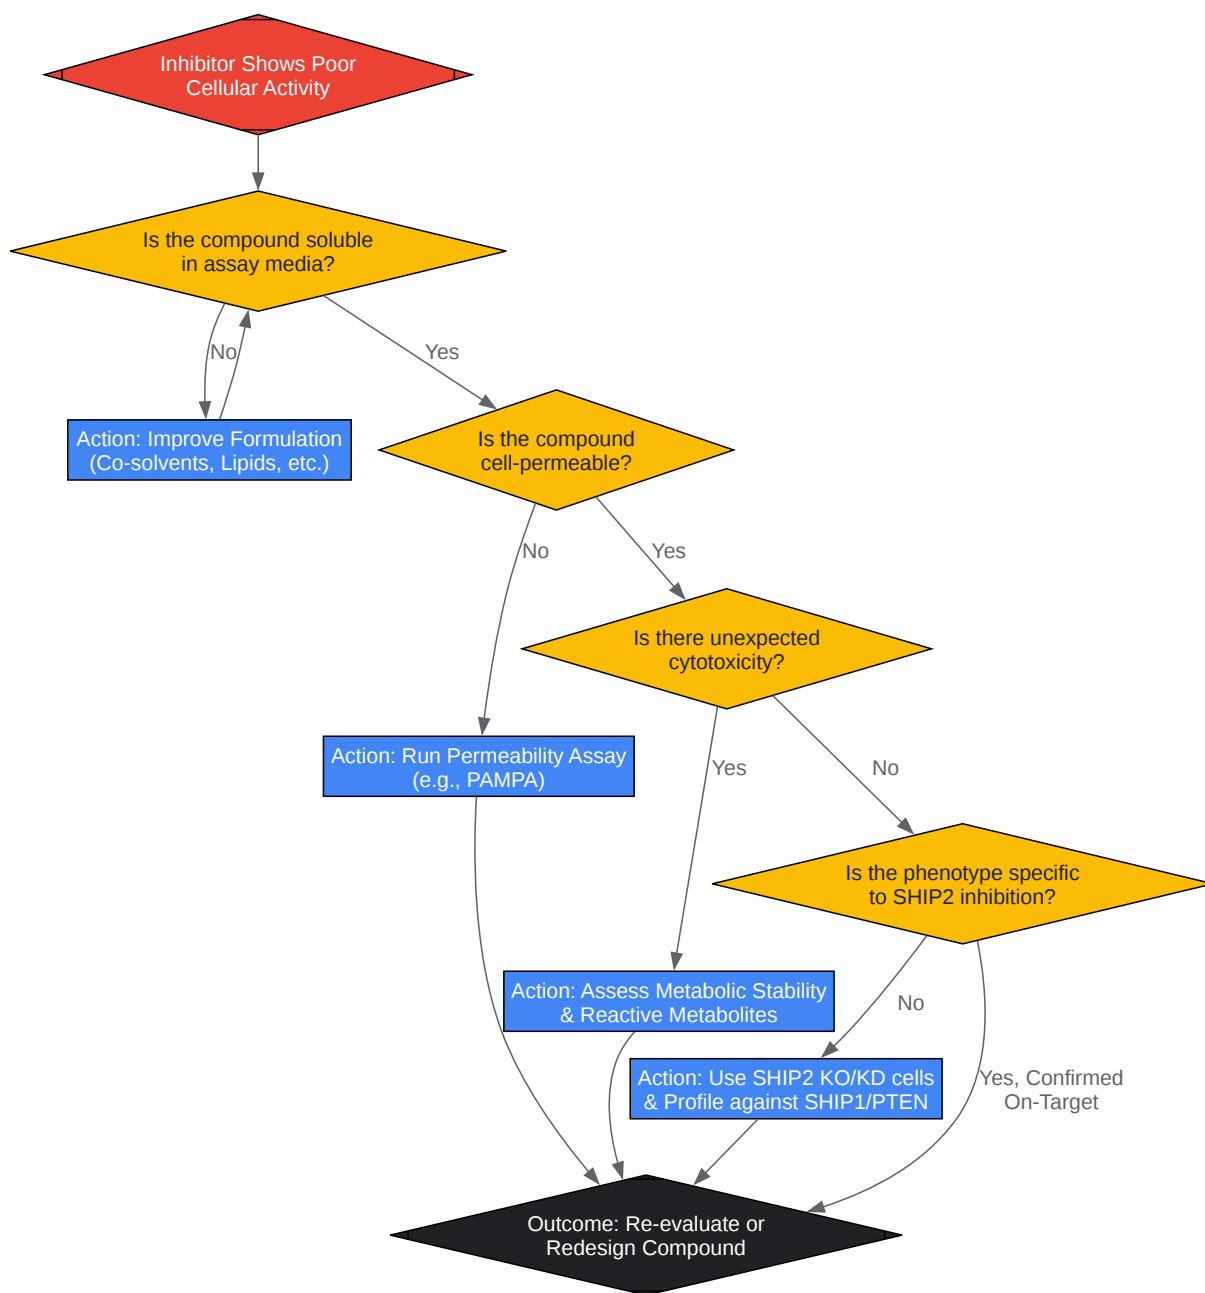 Inhibitor Shows Poor
Cellular Activity
Is the compound soluble
in assay media?
No
Yes
Action: Improve Formulation
(Co-solvents, Lipids, etc.)
Is the compound
cell-permeable?
No
Yes
Is there unexpected
cytotoxicity?
Action: Run Permeability Assay
(e.g., PAMPA)
Yes
No
Is the phenotype specific
to SHIP2 inhibition?
Action: Assess Metabolic Stability
& Reactive Metabolites
No
Action: Use SHIP2 KO/KD cells
& Profile against SHIP1/PTEN
Yes, Confirmed
On-Target
Outcome: Re-evaluate or
Redesign Compound